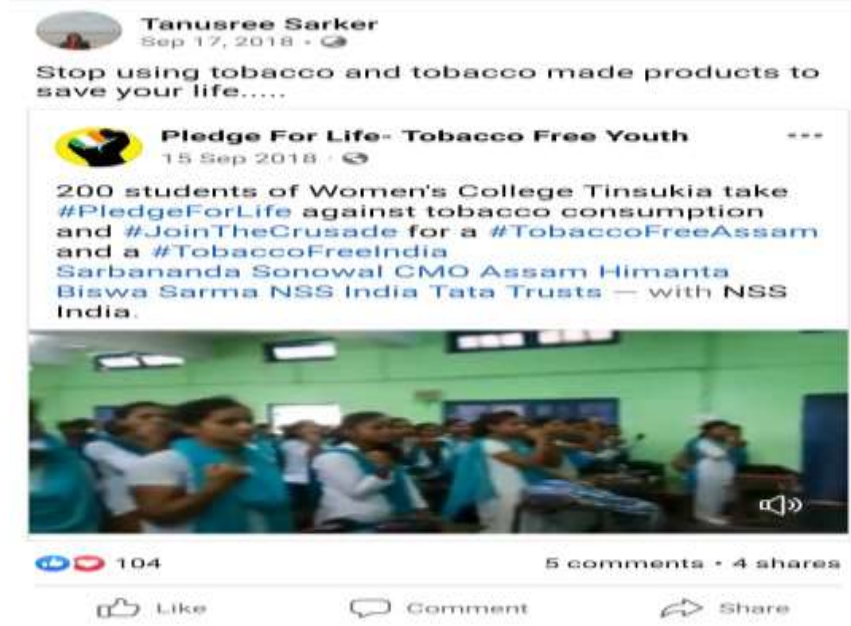 Tanusree Sarker
Sep 17, 2018 ·
Stop using tobacco and tobacco made products to
save your life.....
Pledge For Life- Tobacco Free Youth
15 Sep 2018 ·
200 students of Women's College Tinsukia take
#PledgeForLife against tobacco consumption
and #JoinTheCrusade for a #TobaccoFreeAssam
and a #TobaccoFreeIndia
Sarbananda Sonowal CMO Assam Himanta
Biswa Sarma NSS India Tata Trusts — with NSS
India.
104
5 comments · 4 shares
Like
Comment
Share